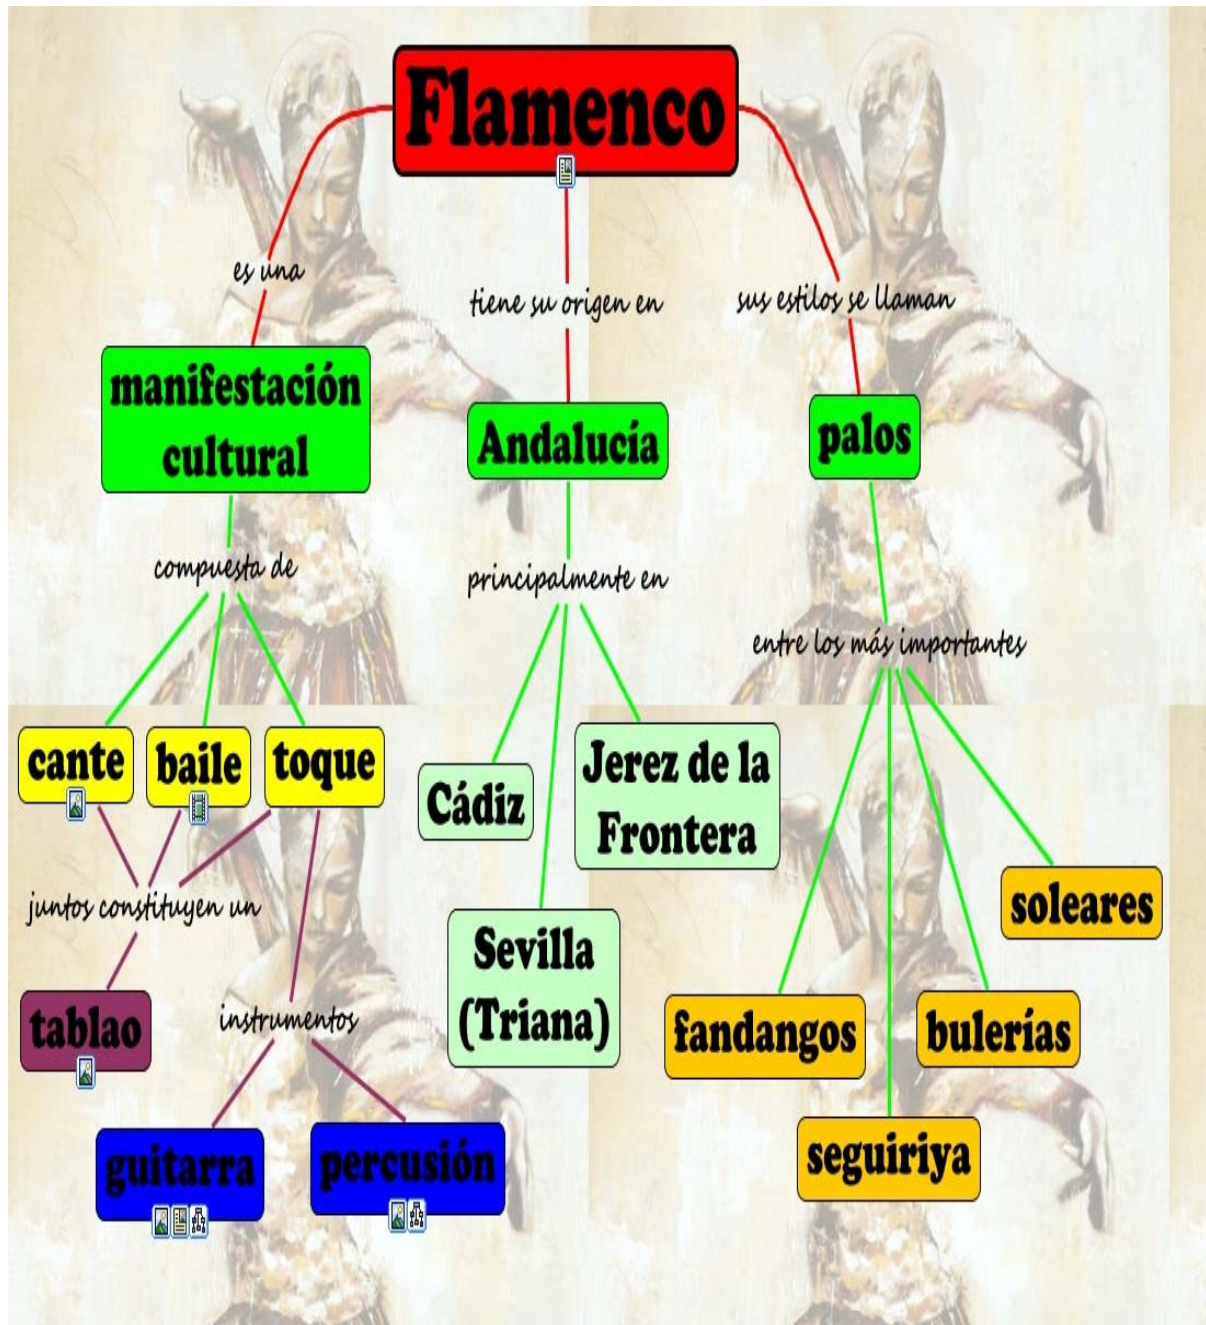 Flamenco
es una
tiene su origen en
sus estilos se llaman
manifestación
cultural
Andalucía
palos
compuesta de
principalmente en
entre los más importantes
cante
baile
toque
Cádiz
Jerez de la
Frontera
juntos constituyen un
soleares
Sevilla
(Triana)
tablao
instrumentos
fandangos
bulerías
guitarra
percusión
seguiriya